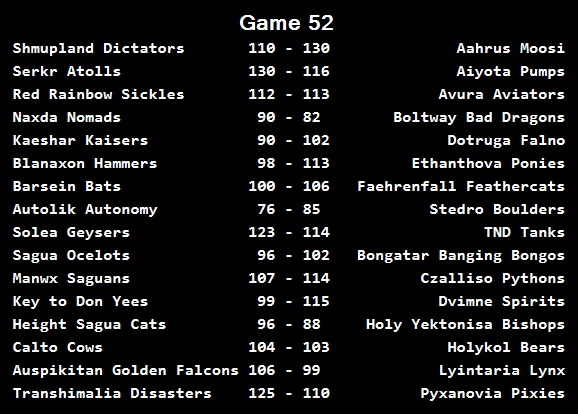 Game 52
Shmupland Dictators 110 - 130 Aahrus Moosi
Serkr Atolls 130 - 116 Aiyota Pumps
Red Rainbow Sickles 112 - 113 Avura Aviators
Naxda Nomads 90 - 82 Boltway Bad Dragons
Kaeshar Kaisers 90 - 102 Dotruga Falno
Blanaxon Hammers 98 - 113 Ethanthova Ponies
Barsein Bats 100 - 106 Faehrenfall Feathercats
Autolik Autonomy 76 - 85 Stedro Boulders
Solea Geysers 123 - 114 TND Tanks
Sagua Ocelots 96 - 102 Bongatar Banging Bongos
Manwx Saguans 107 - 114 Czalliso Pythons
Key to Don Yees 99 - 115 Dvimne Spirits
Height Sagua Cats 96 - 88 Holy Yektonisa Bishops
Calto Cows 104 - 103 Holykol Bears
Auspikitan Golden Falcons 106 - 99 Lyintaria Lynx
Transhimalia Disasters 125 - 110 Pyxanovia Pixies